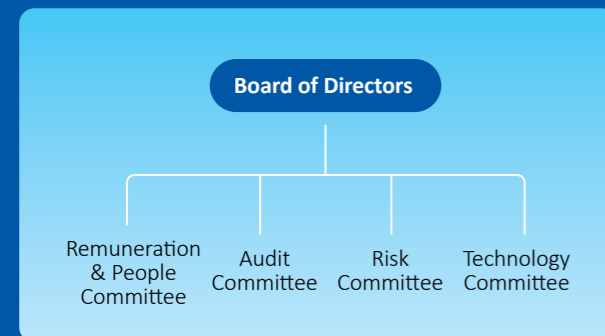 Board of Directors
Remuneration
& People
Committee
Audit
Committee
Risk
Committee
Technology
Committee